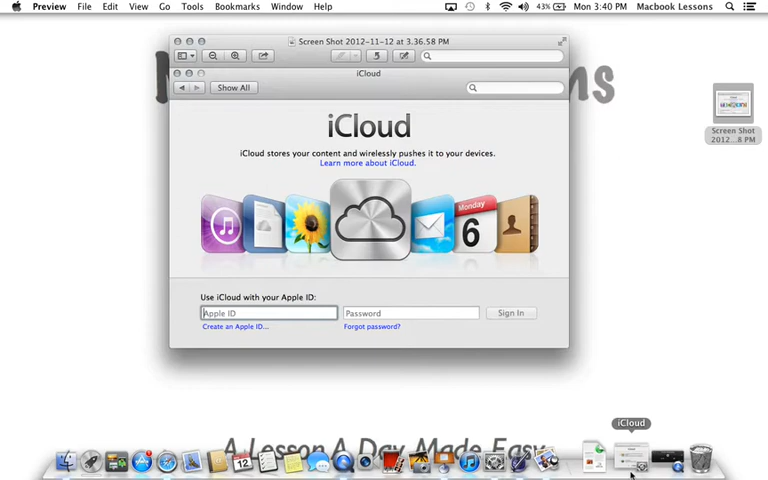 Preview File Edit View Go Tools Bookmarks Window Help 43% Mon 3:40 PM Macbook Lessons
Screen Shot 2012-11-12 at 3.36.58 PM
iCloud
Show All
iCloud
iCloud stores your content and wirelessly pushes it to your devices.
Learn more about iCloud.
Screen Shot
2012...8 PM
Monday
6
Use iCloud with your Apple ID:
Apple ID Password Sign In
Create an Apple ID... Forgot password?
iCloud
A Lesson A Day Made Easy
12